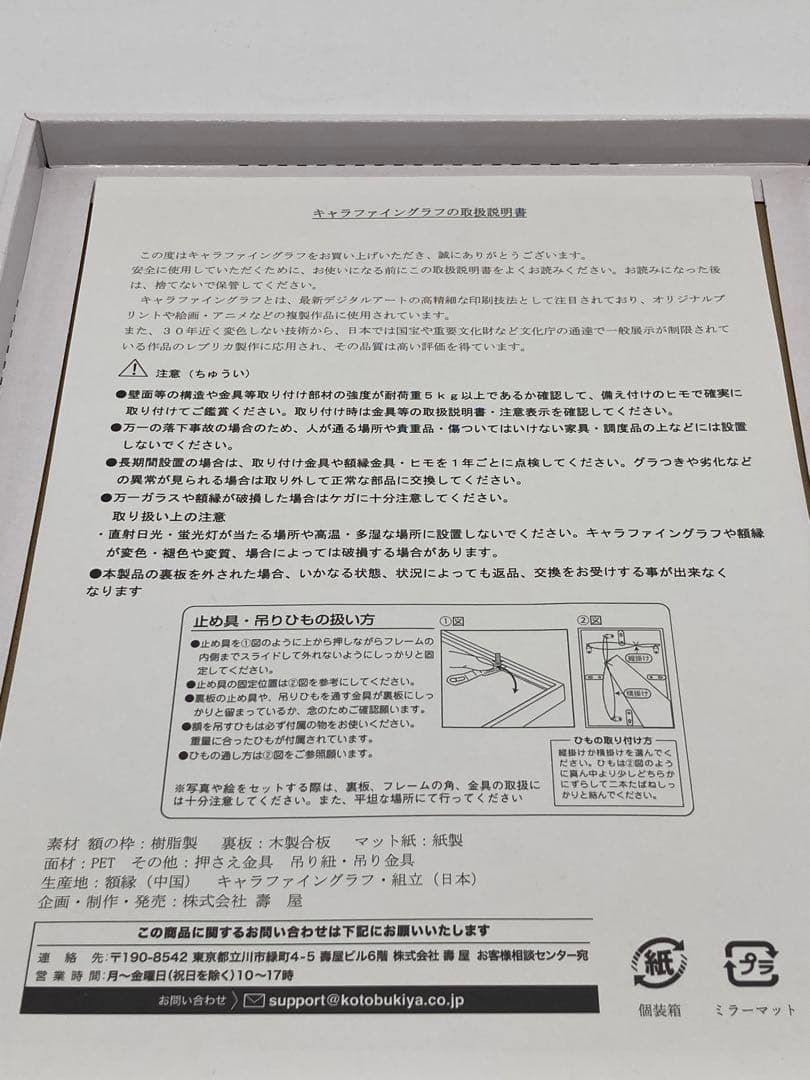 キャラファイングラフの取扱説明書
この度はキャラファイングラフをお買い上げいただき、誠にありがとうございます。
安全に使用していただくために、お使いになる前にこの取扱説明書をよくお読みください。お読みになった後
は、捨てないで保管してください。
キャラファイングラフとは、最新デジタルアートの高精細な印刷技法として注目されており、オリジナルプ
リントや絵画・アニメなどの複製作品に使用されています。
また、30年近く変色しない技術から、日本では国宝や重要文化財など文化庁の通達で一般展示が制限されて
いる作品のレプリカ製作に応用され、その品質は高い評価を得ています。
注意（ちゅうい）
●壁面等の構造や金具等取り付け部材の強度が耐荷重5kg以上であるか確認して、備え付けのヒモで確実に
取り付けてご鑑賞ください。取り付け時は金具等の取扱説明書・注意表示を確認してください。
●万一の落下事故の場合のため、人が通る場所や貴重品・傷ついてはいけない家具・調度品の上などには設置
しないでください。
●長期間設置の場合は、取り付け金具や額縁金具・ヒモを1年ごとに点検してください。グラつきや劣化など
の異常が見られる場合は取り外して正常な部品に交換してください。
●万一ガラスや額縁が破損した場合はケガに十分注意してください。
取り扱い上の注意
・直射日光・蛍光灯が当たる場所や高温・多湿な場所に設置しないでください。キャラファイングラフや額縁
が変色・褪色や変質、場合によっては破損する場合があります。
●本製品の裏板を外された場合、いかなる状態、状況によっても返品、交換をお受けする事が出来なく
なります
止め具・吊りひもの扱い方
●止め具を①図のように上から押しながらフレームの
内側までスライドして外れないようにしっかりと固
定してください。
●止め具の固定位置は②図を参考にしてください。
●裏板の止め具や、吊りひもを通す金具が裏板にしっ
かりと留まっているか、念のためご確認願います。
●額を吊すひもは必ず付属の物をお使いください。
重量に合ったひもが付属されています。
●ひもの通し方は②図をご参照願います。
①図
②図
縦掛け
横掛け
ひもの取り付け方
縦掛けか横掛けを選んでく
ださい。ひもは②図のよう
に真ん中より少しどちらか
にずらして二本たばねしっ
かりと結んでください。
※写真や絵をセットする際は、裏板、フレームの角、金具の取扱に
は十分注意してください。また、平坦な場所にて行ってください
素材 額の枠：樹脂製 裏板：木製合板 マット紙：紙製
面材：PET その他：押さえ金具 吊り紐・吊り金具
生産地：額縁（中国） キャラファイングラフ・組立（日本）
企画・制作・発売：株式会社 壽 屋
この商品に関するお問い合わせは下記にお願いいたします
連 絡 先:〒190-8542 東京都立川市緑町4-5 壽屋ビル6階 株式会社 壽 屋 お客様相談センター宛
営 業 時 間:月〜金曜日(祝日を除く)10〜17時
お問い合わせ support@kotobukiya.co.jp
紙
個装箱
プラ
ミラーマット